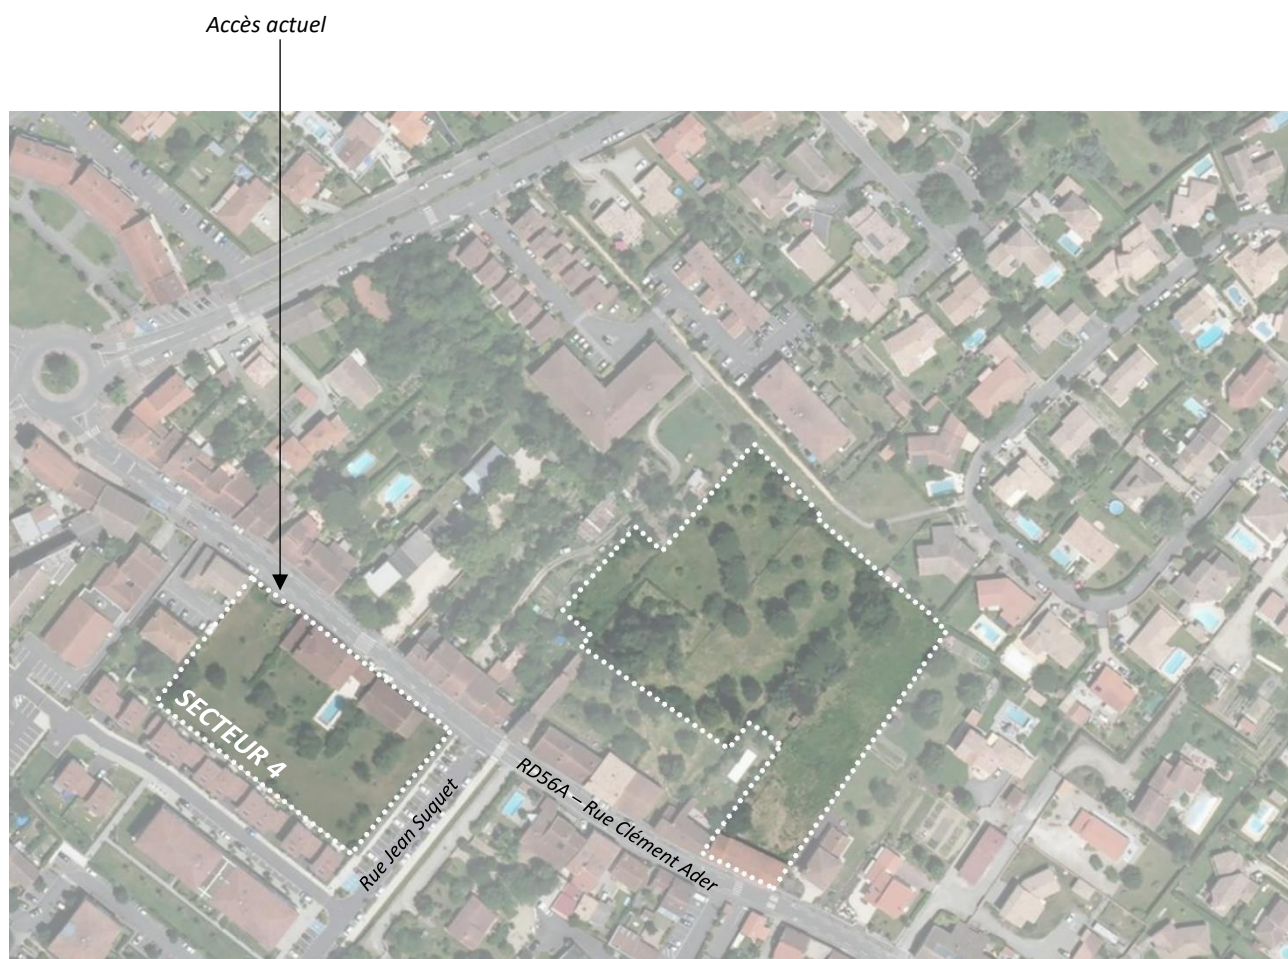 Accès actuel
SECTEUR 4
Rue Jean Suquet
RD56A – Rue Clément Ader